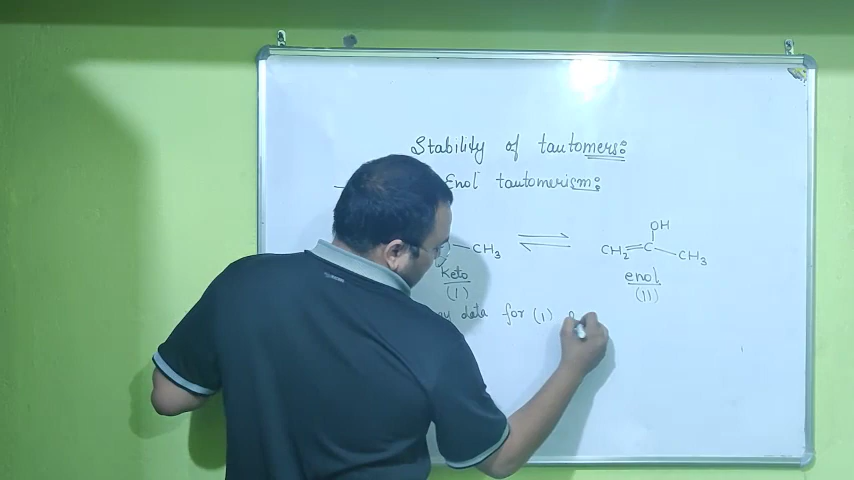 Stability of tautomers:
Enol tautomerism:
OH
CH3 ⇌ CH2=C-CH3
keto enol
(I) (II)
data for (I)